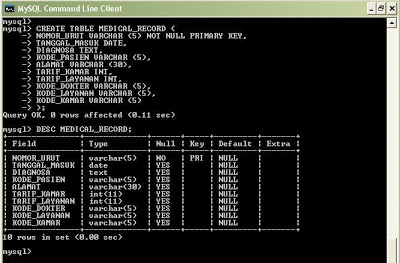 MySQL Command Line Client
mysql>
mysql> CREATE TABLE MEDICAL_RECORD (
-> NOMOR_URUT VARCHAR (5) NOT NULL PRIMARY KEY,
-> TANGGAL_MASUK DATE,
-> DIAGNOSA TEXT,
-> KODE_PASIEN VARCHAR (5),
-> ALAMAT VARCHAR (30),
-> TARIF_KAMAR INT,
-> TARIF_LAYANAN INT,
-> KODE_DOKTER VARCHAR (5),
-> KODE_LAYANAN VARCHAR (5),
-> KODE_KAMAR VARCHAR (5)
-> );
Query OK, 0 rows affected (0.11 sec)
mysql> DESC MEDICAL_RECORD;
+---------------+-------------+------+-----+---------+-------+
| Field | Type | Null | Key | Default | Extra |
+---------------+-------------+------+-----+---------+-------+
| NOMOR_URUT | varchar(5) | NO | PRI | NULL | |
| TANGGAL_MASUK | date | YES | | NULL | |
| DIAGNOSA | text | YES | | NULL | |
| KODE_PASIEN | varchar(5) | YES | | NULL | |
| ALAMAT | varchar(30) | YES | | NULL | |
| TARIF_KAMAR | int(11) | YES | | NULL | |
| TARIF_LAYANAN | int(11) | YES | | NULL | |
| KODE_DOKTER | varchar(5) | YES | | NULL | |
| KODE_LAYANAN | varchar(5) | YES | | NULL | |
| KODE_KAMAR | varchar(5) | YES | | NULL | |
+---------------+-------------+------+-----+---------+-------+
10 rows in set (0.00 sec)
mysql>